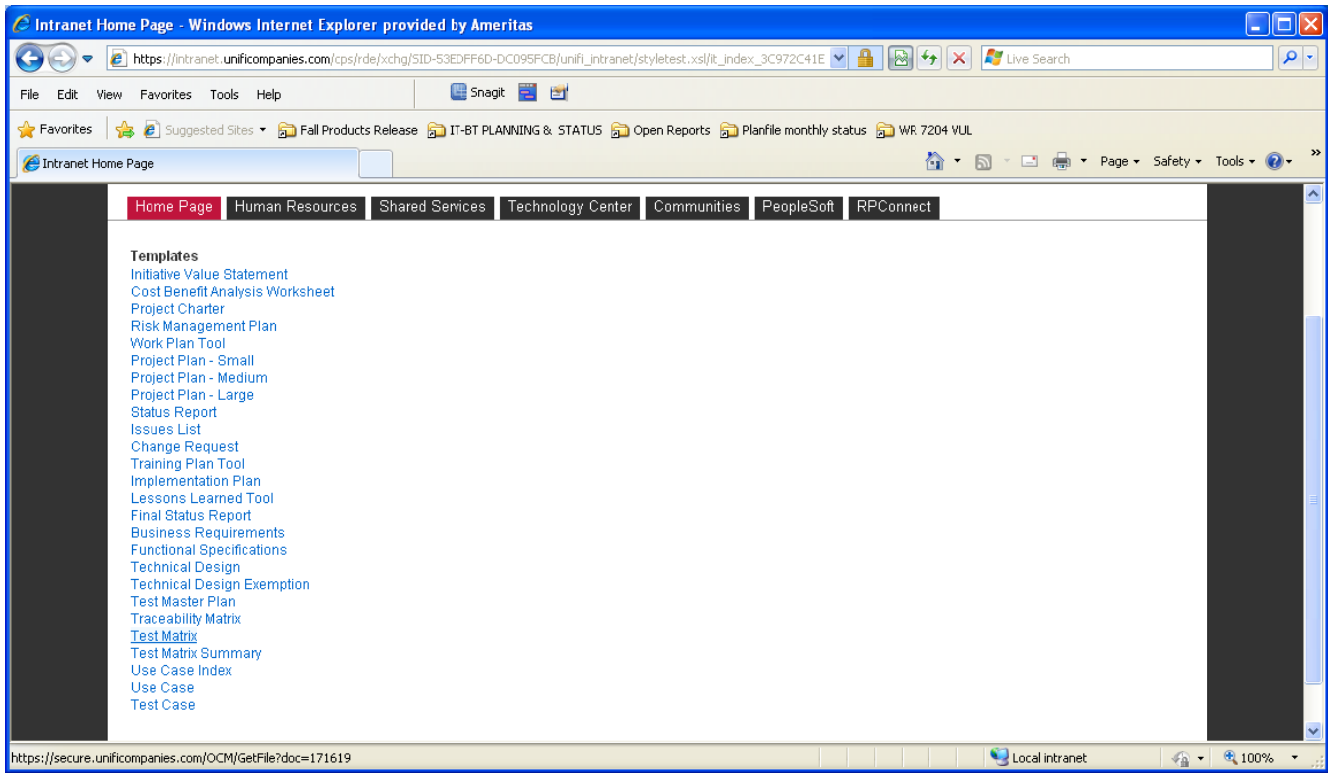 Intranet Home Page - Windows Internet Explorer provided by Ameritas
https://intranet.unificompanies.com/cps/rde/xchg/SID-53EDFF6D-DC095FCB/unifi_intranet/styletest.xsl/it_index_3C972C41E
Live Search
File Edit View Favorites Tools Help Snagit
Favorites Suggested Sites Fall Products Release IT-BT PLANNING & STATUS Open Reports Planfile monthly status WR 7204 VUL
Intranet Home Page Page Safety Tools
Home Page Human Resources Shared Services Technology Center Communities PeopleSoft RPConnect
Templates
Initiative Value Statement
Cost Benefit Analysis Worksheet
Project Charter
Risk Management Plan
Work Plan Tool
Project Plan - Small
Project Plan - Medium
Project Plan - Large
Status Report
Issues List
Change Request
Training Plan Tool
Implementation Plan
Lessons Learned Tool
Final Status Report
Business Requirements
Functional Specifications
Technical Design
Technical Design Exemption
Test Master Plan
Traceability Matrix
Test Matrix
Test Matrix Summary
Use Case Index
Use Case
Test Case
https://secure.unificompanies.com/OCM/GetFile?doc=171619 Local intranet 100%